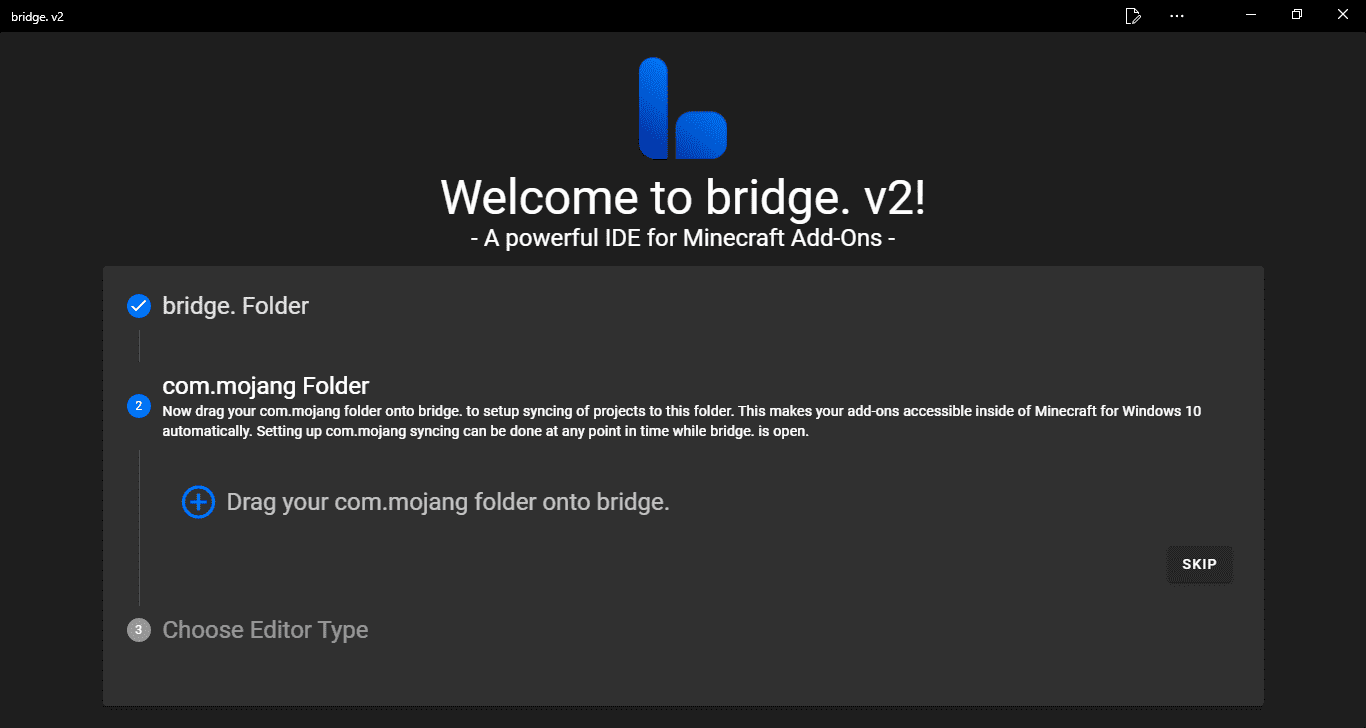 bridge. v2
Welcome to bridge. v2!
- A powerful IDE for Minecraft Add-Ons -
bridge. Folder
com.mojang Folder
2
Now drag your com.mojang folder onto bridge. to setup syncing of projects to this folder. This makes your add-ons accessible inside of Minecraft for Windows 10
automatically. Setting up com.mojang syncing can be done at any point in time while bridge. is open.
Drag your com.mojang folder onto bridge.
SKIP
3 Choose Editor Type